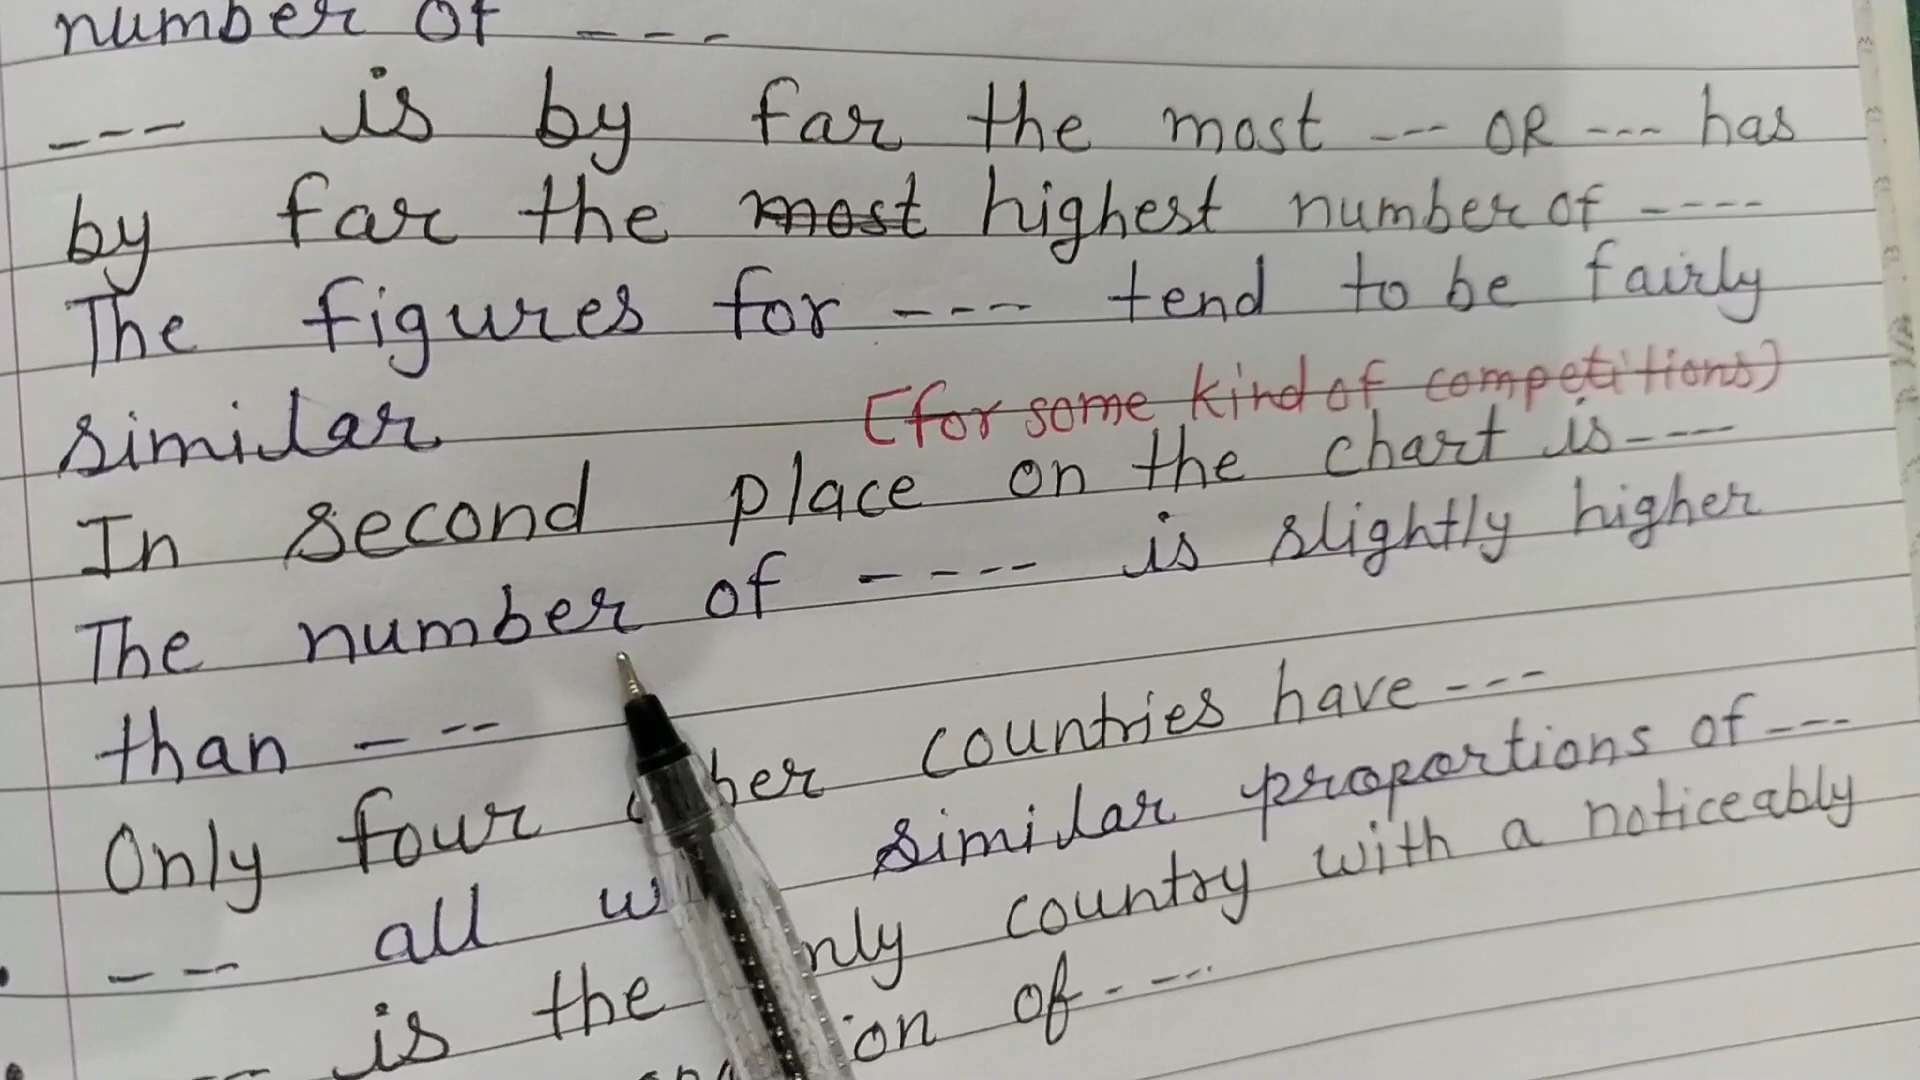 number of ---
--- is by far the most --- OR --- has
by far the most highest number of ----
The figures for --- tend to be fairly
similar (for some kind of competitions)
In second place on the chart is---
The number of ---- is slightly higher
than ---
Only four countries have ---
-- all similar proportions of ---
is the country with a noticeably
of ---